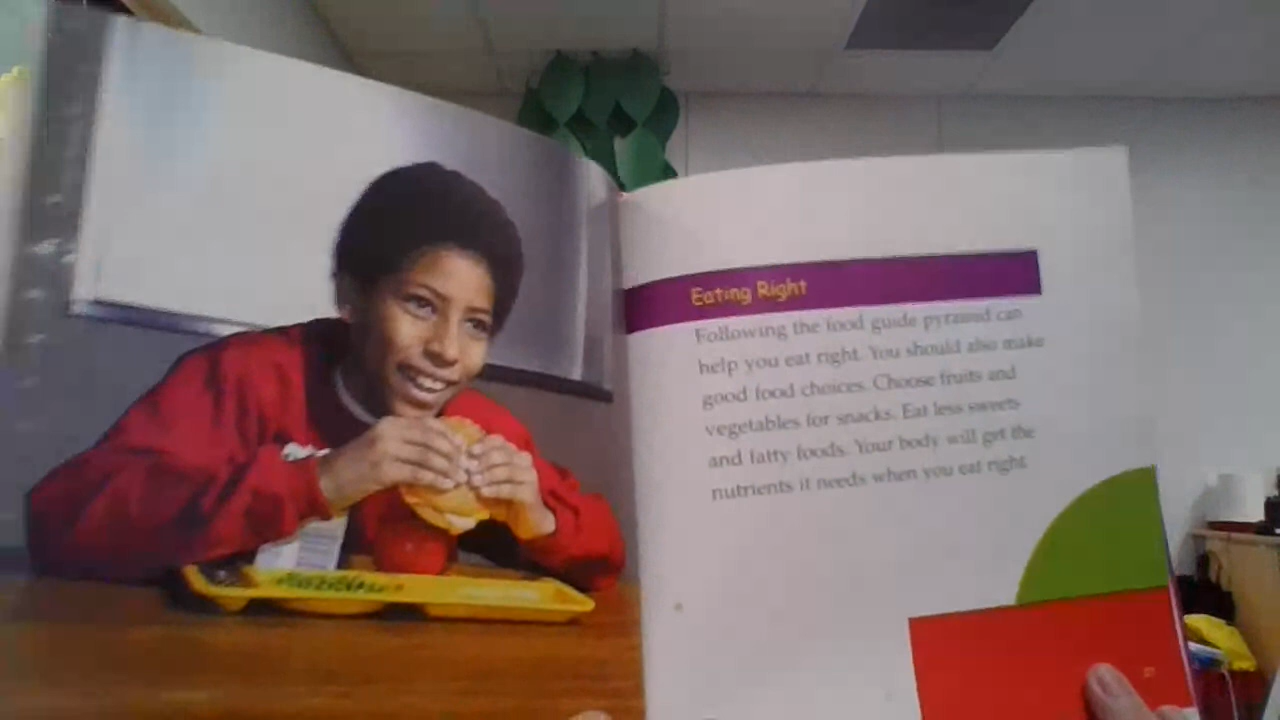 Eating Right
Following the food guide pyramid can
help you eat right. You should also make
good food choices. Choose fruits and
vegetables for snacks. Eat less sweets
and fatty foods. Your body will get the
nutrients it needs when you eat right.